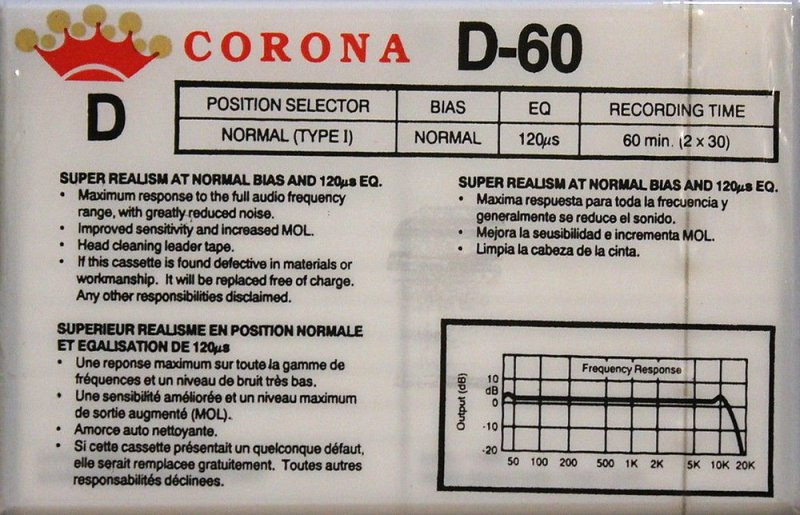 CORONA D-60
D
POSITION SELECTOR BIAS EQ RECORDING TIME
NORMAL (TYPE I) NORMAL 120µs 60 min. (2 x 30)
SUPER REALISM AT NORMAL BIAS AND 120µs EQ.
• Maximum response to the full audio frequency
range, with greatly reduced noise.
• Improved sensitivity and increased MOL.
• Head cleaning leader tape.
• If this cassette is found defective in materials or
workmanship. It will be replaced free of charge.
Any other responsibilities disclaimed.
SUPERIEUR REALISME EN POSITION NORMALE
ET EGALISATION DE 120µs
• Une reponse maximum sur toute la gamme de
fréquences et un niveau de bruit très bas.
• Une sensibilité améliorée et un niveau maximum
de sortie augmenté (MOL).
• Amorce auto nettoyante.
• Si cette cassette présentait un quelconque défaut,
elle serait remplacee gratuitement. Toutes autres
responsabilités déclinees.
SUPER REALISM AT NORMAL BIAS AND 120µs EQ.
• Maxima respuesta para toda la frecuencia y
generalmente se reduce el sonido.
• Mejora la seusibilidad e incrementa MOL.
• Limpia la cabeza de la cinta.
Frequency Response
Output (dB)
10
dB
0
-10
-20
50 100 200 500 1K 2K 5K 10K 20K